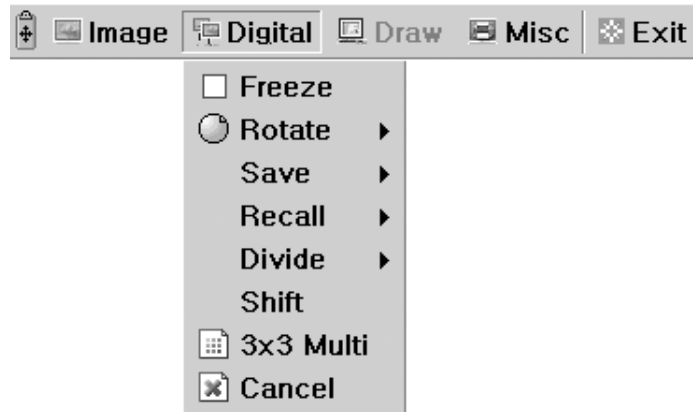 Image Digital Draw Misc Exit
Freeze
Rotate
Save
Recall
Divide
Shift
3x3 Multi
Cancel